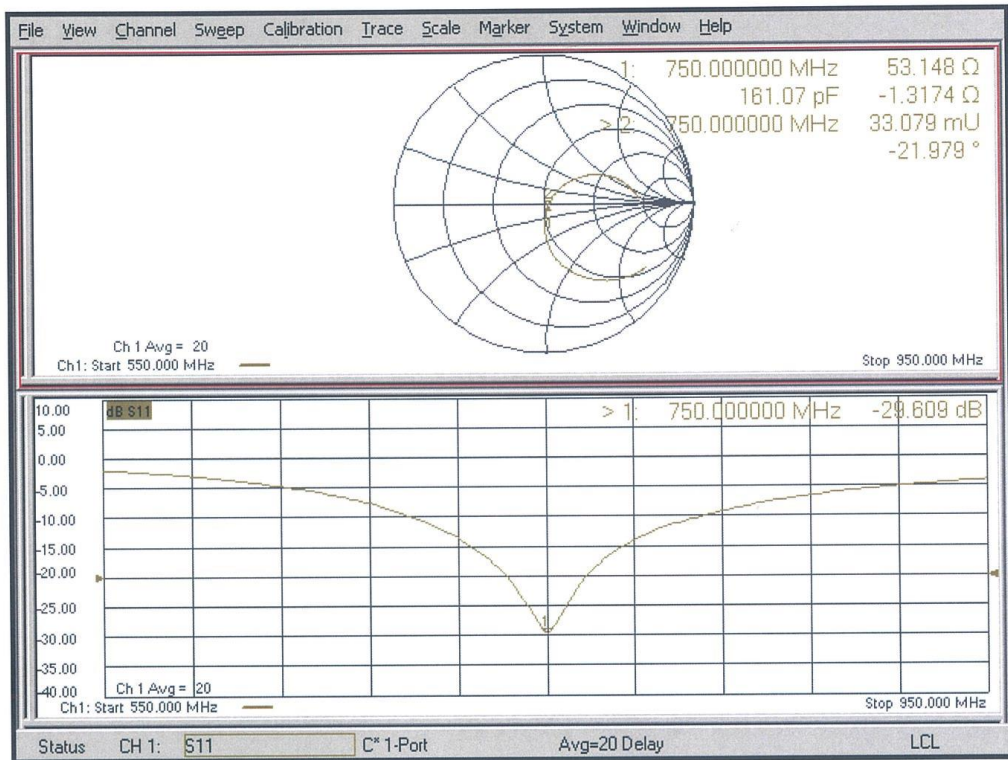 File View Channel Sweep Calibration Trace Scale Marker System Window Help
1: 750.000000 MHz 53.148 Ω
161.07 pF -1.3174 Ω
> 2: 750.000000 MHz 33.079 mU
-21.979 °
Ch 1 Avg = 20
Ch1: Start 550.000 MHz
Stop 950.000 MHz
10.00
dB S11
> 1: 750.000000 MHz -29.609 dB
5.00
0.00
-5.00
-10.00
-15.00
-20.00
-25.00
1
-30.00
-35.00
-40.00
Ch 1 Avg = 20
Ch1: Start 550.000 MHz
Stop 950.000 MHz
Status CH 1: S11 C* 1-Port Avg=20 Delay LCL